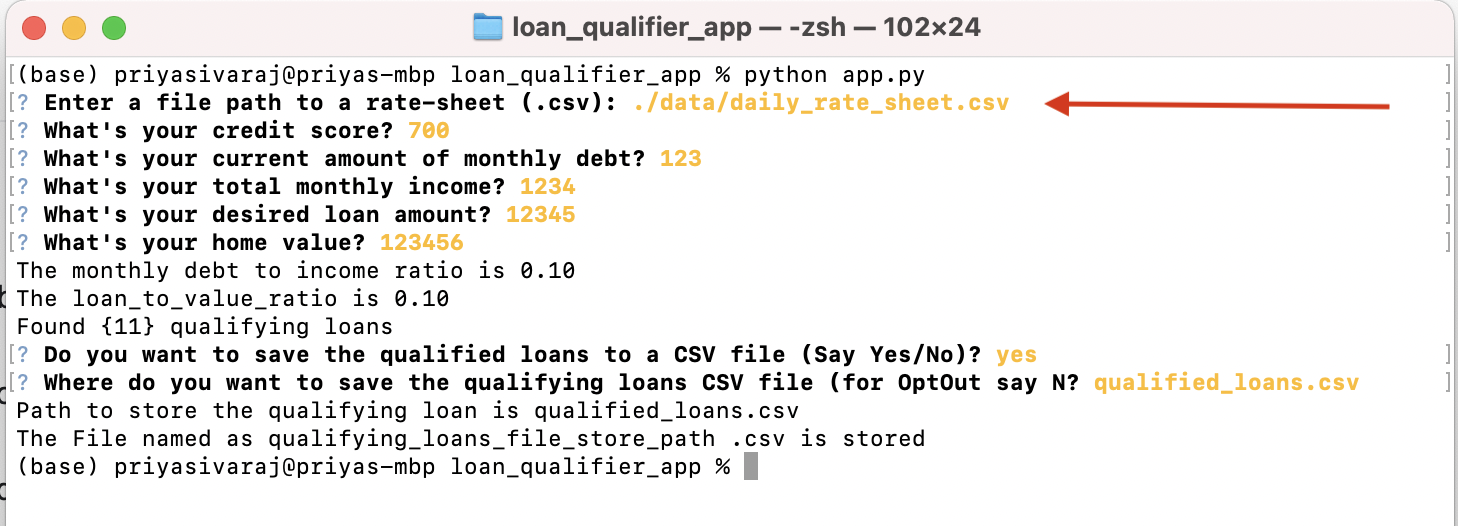 loan_qualifier_app — -zsh — 102×24
[(base) priyasivaraj@priyas-mbp loan_qualifier_app % python app.py ]
[? Enter a file path to a rate-sheet (.csv): ./data/daily_rate_sheet.csv ]
[? What's your credit score? 700 ]
[? What's your current amount of monthly debt? 123 ]
[? What's your total monthly income? 1234 ]
[? What's your desired loan amount? 12345 ]
[? What's your home value? 123456 ]
The monthly debt to income ratio is 0.10
The loan_to_value_ratio is 0.10
Found {11} qualifying loans
[? Do you want to save the qualified loans to a CSV file (Say Yes/No)? yes ]
[? Where do you want to save the qualifying loans CSV file (for OptOut say N? qualified_loans.csv ]
Path to store the qualifying loan is qualified_loans.csv
The File named as qualifying_loans_file_store_path .csv is stored
(base) priyasivaraj@priyas-mbp loan_qualifier_app %